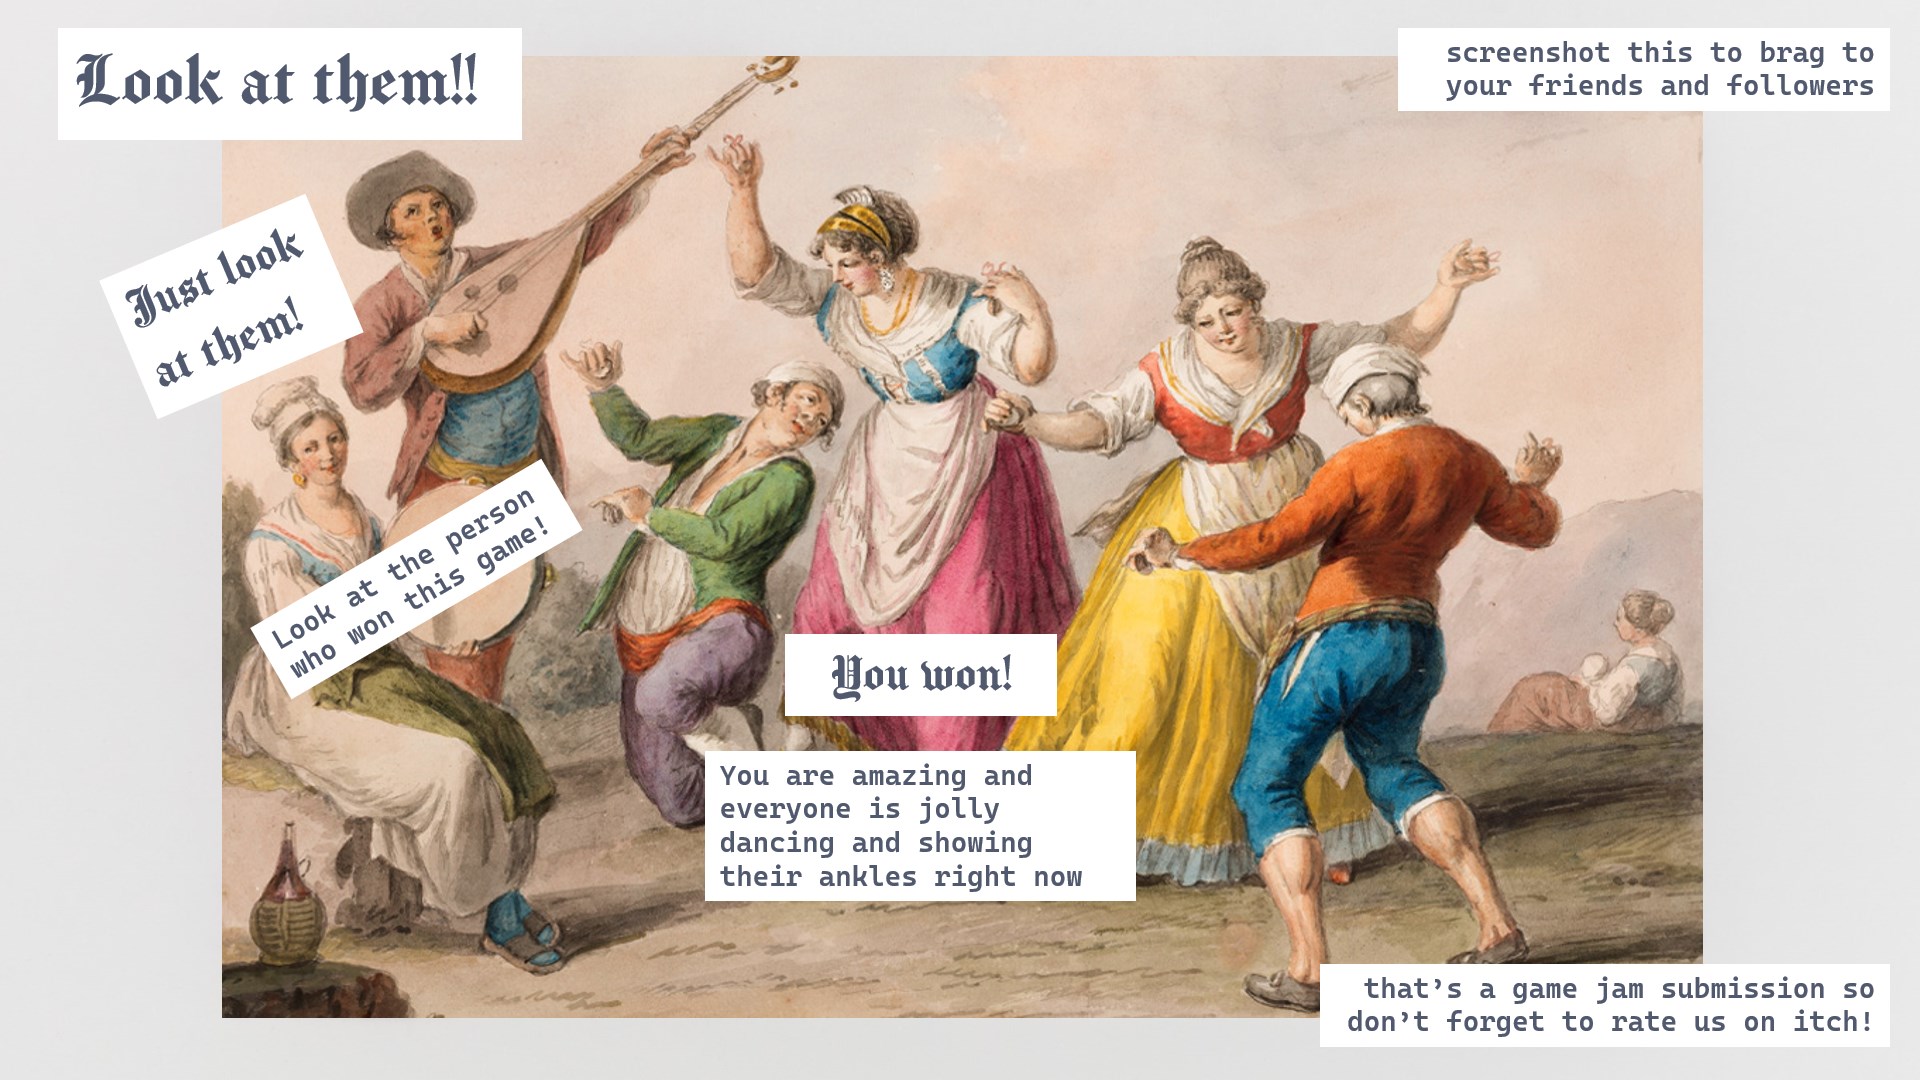 Look at them!!
screenshot this to brag to
your friends and followers
Just look
at them!
Look at the person
who won this game!
You won!
You are amazing and
everyone is jolly
dancing and showing
their ankles right now
that’s a game jam submission so
don’t forget to rate us on itch!